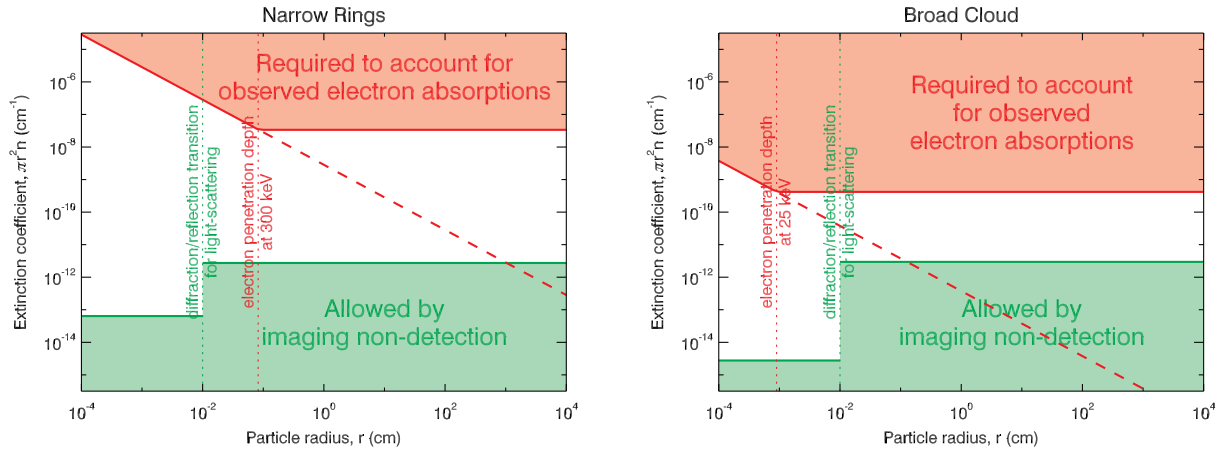 Narrow Rings
Extinction coefficient, πr²n (cm⁻¹)
10⁻⁶
10⁻⁸
10⁻¹⁰
10⁻¹²
10⁻¹⁴
Required to account for
observed electron absorptions
diffraction/reflection transition
for light-scattering
electron penetration depth
at 300 keV
Allowed by
imaging non-detection
10⁻⁴
10⁻²
10⁰
10²
10⁴
Particle radius, r (cm)
Broad Cloud
Extinction coefficient, πr²n (cm⁻¹)
10⁻⁶
10⁻⁸
10⁻¹⁰
10⁻¹²
10⁻¹⁴
Required to account
for observed
electron absorptions
electron penetration depth
at 25 keV
diffraction/reflection transition
for light-scattering
Allowed by
imaging non-detection
10⁻⁴
10⁻²
10⁰
10²
10⁴
Particle radius, r (cm)